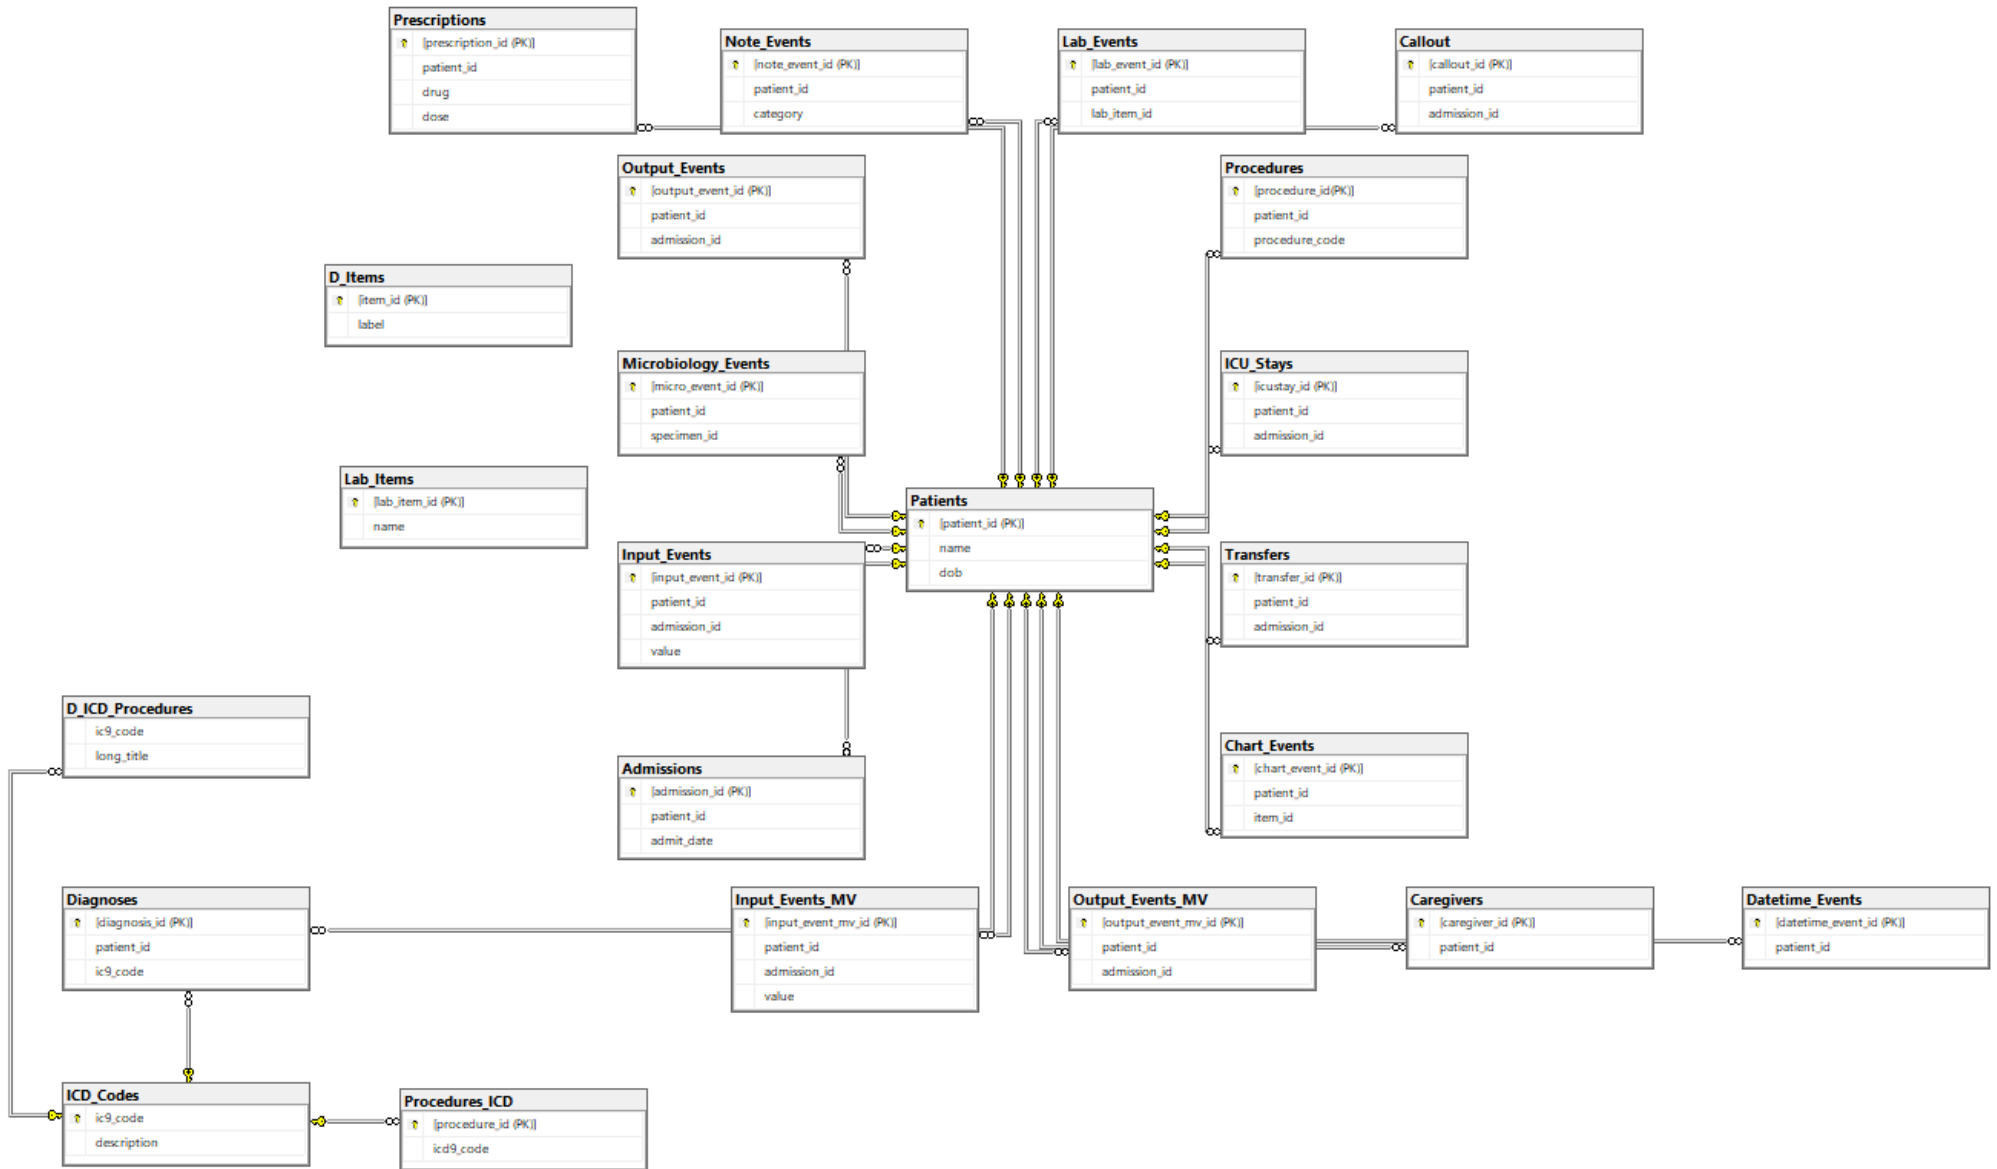 Prescriptions
[prescription_id (PK)]
patient_id
drug
dose
Note_Events
[note_event_id (PK)]
patient_id
category
Lab_Events
[lab_event_id (PK)]
patient_id
lab_item_id
Callout
[callout_id (PK)]
patient_id
admission_id
Output_Events
[output_event_id (PK)]
patient_id
admission_id
Procedures
[procedure_id(PK)]
patient_id
procedure_code
D_Items
[item_id (PK)]
label
Microbiology_Events
[micro_event_id (PK)]
patient_id
specimen_id
ICU_Stays
[icustay_id (PK)]
patient_id
admission_id
Lab_Items
[lab_item_id (PK)]
name
Patients
[patient_id (PK)]
name
dob
Input_Events
[input_event_id (PK)]
patient_id
admission_id
value
Transfers
[transfer_id (PK)]
patient_id
admission_id
D_ICD_Procedures
ic9_code
long_title
Admissions
[admission_id (PK)]
patient_id
admit_date
Chart_Events
[chart_event_id (PK)]
patient_id
item_id
Diagnoses
[diagnosis_id (PK)]
patient_id
ic9_code
Input_Events_MV
[input_event_mv_id (PK)]
patient_id
admission_id
value
Output_Events_MV
[output_event_mv_id (PK)]
patient_id
admission_id
Caregivers
[caregiver_id (PK)]
patient_id
Datetime_Events
[datetime_event_id (PK)]
patient_id
ICD_Codes
ic9_code
description
Procedures_ICD
[procedure_id (PK)]
icd9_code